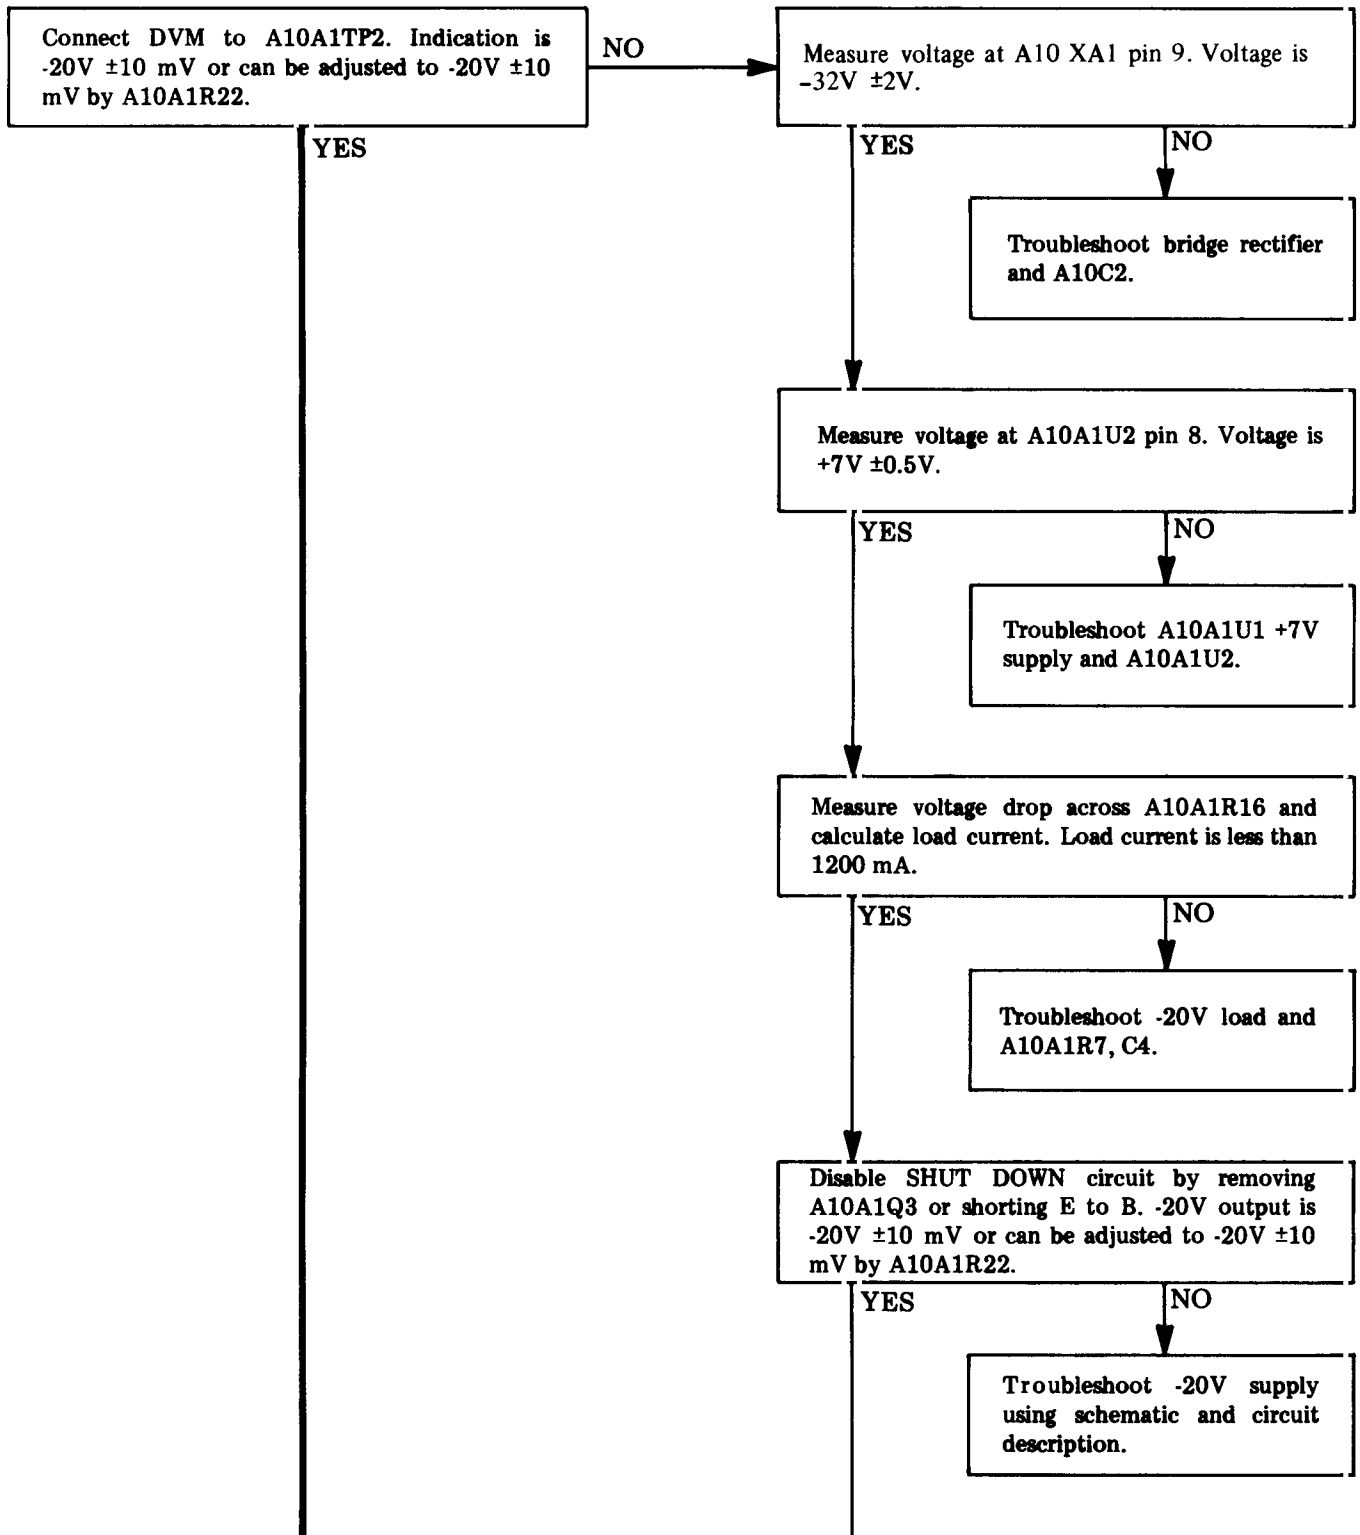 Connect DVM to A10A1TP2. Indication is
-20V ±10 mV or can be adjusted to -20V ±10
mV by A10A1R22.
NO
Measure voltage at A10 XA1 pin 9. Voltage is
-32V ±2V.
YES
YES
NO
Troubleshoot bridge rectifier
and A10C2.
Measure voltage at A10A1U2 pin 8. Voltage is
+7V ±0.5V.
YES
NO
Troubleshoot A10A1U1 +7V
supply and A10A1U2.
Measure voltage drop across A10A1R16 and
calculate load current. Load current is less than
1200 mA.
YES
NO
Troubleshoot -20V load and
A10A1R7, C4.
Disable SHUT DOWN circuit by removing
A10A1Q3 or shorting E to B. -20V output is
-20V ±10 mV or can be adjusted to -20V ±10
mV by A10A1R22.
YES
NO
Troubleshoot -20V supply
using schematic and circuit
description.